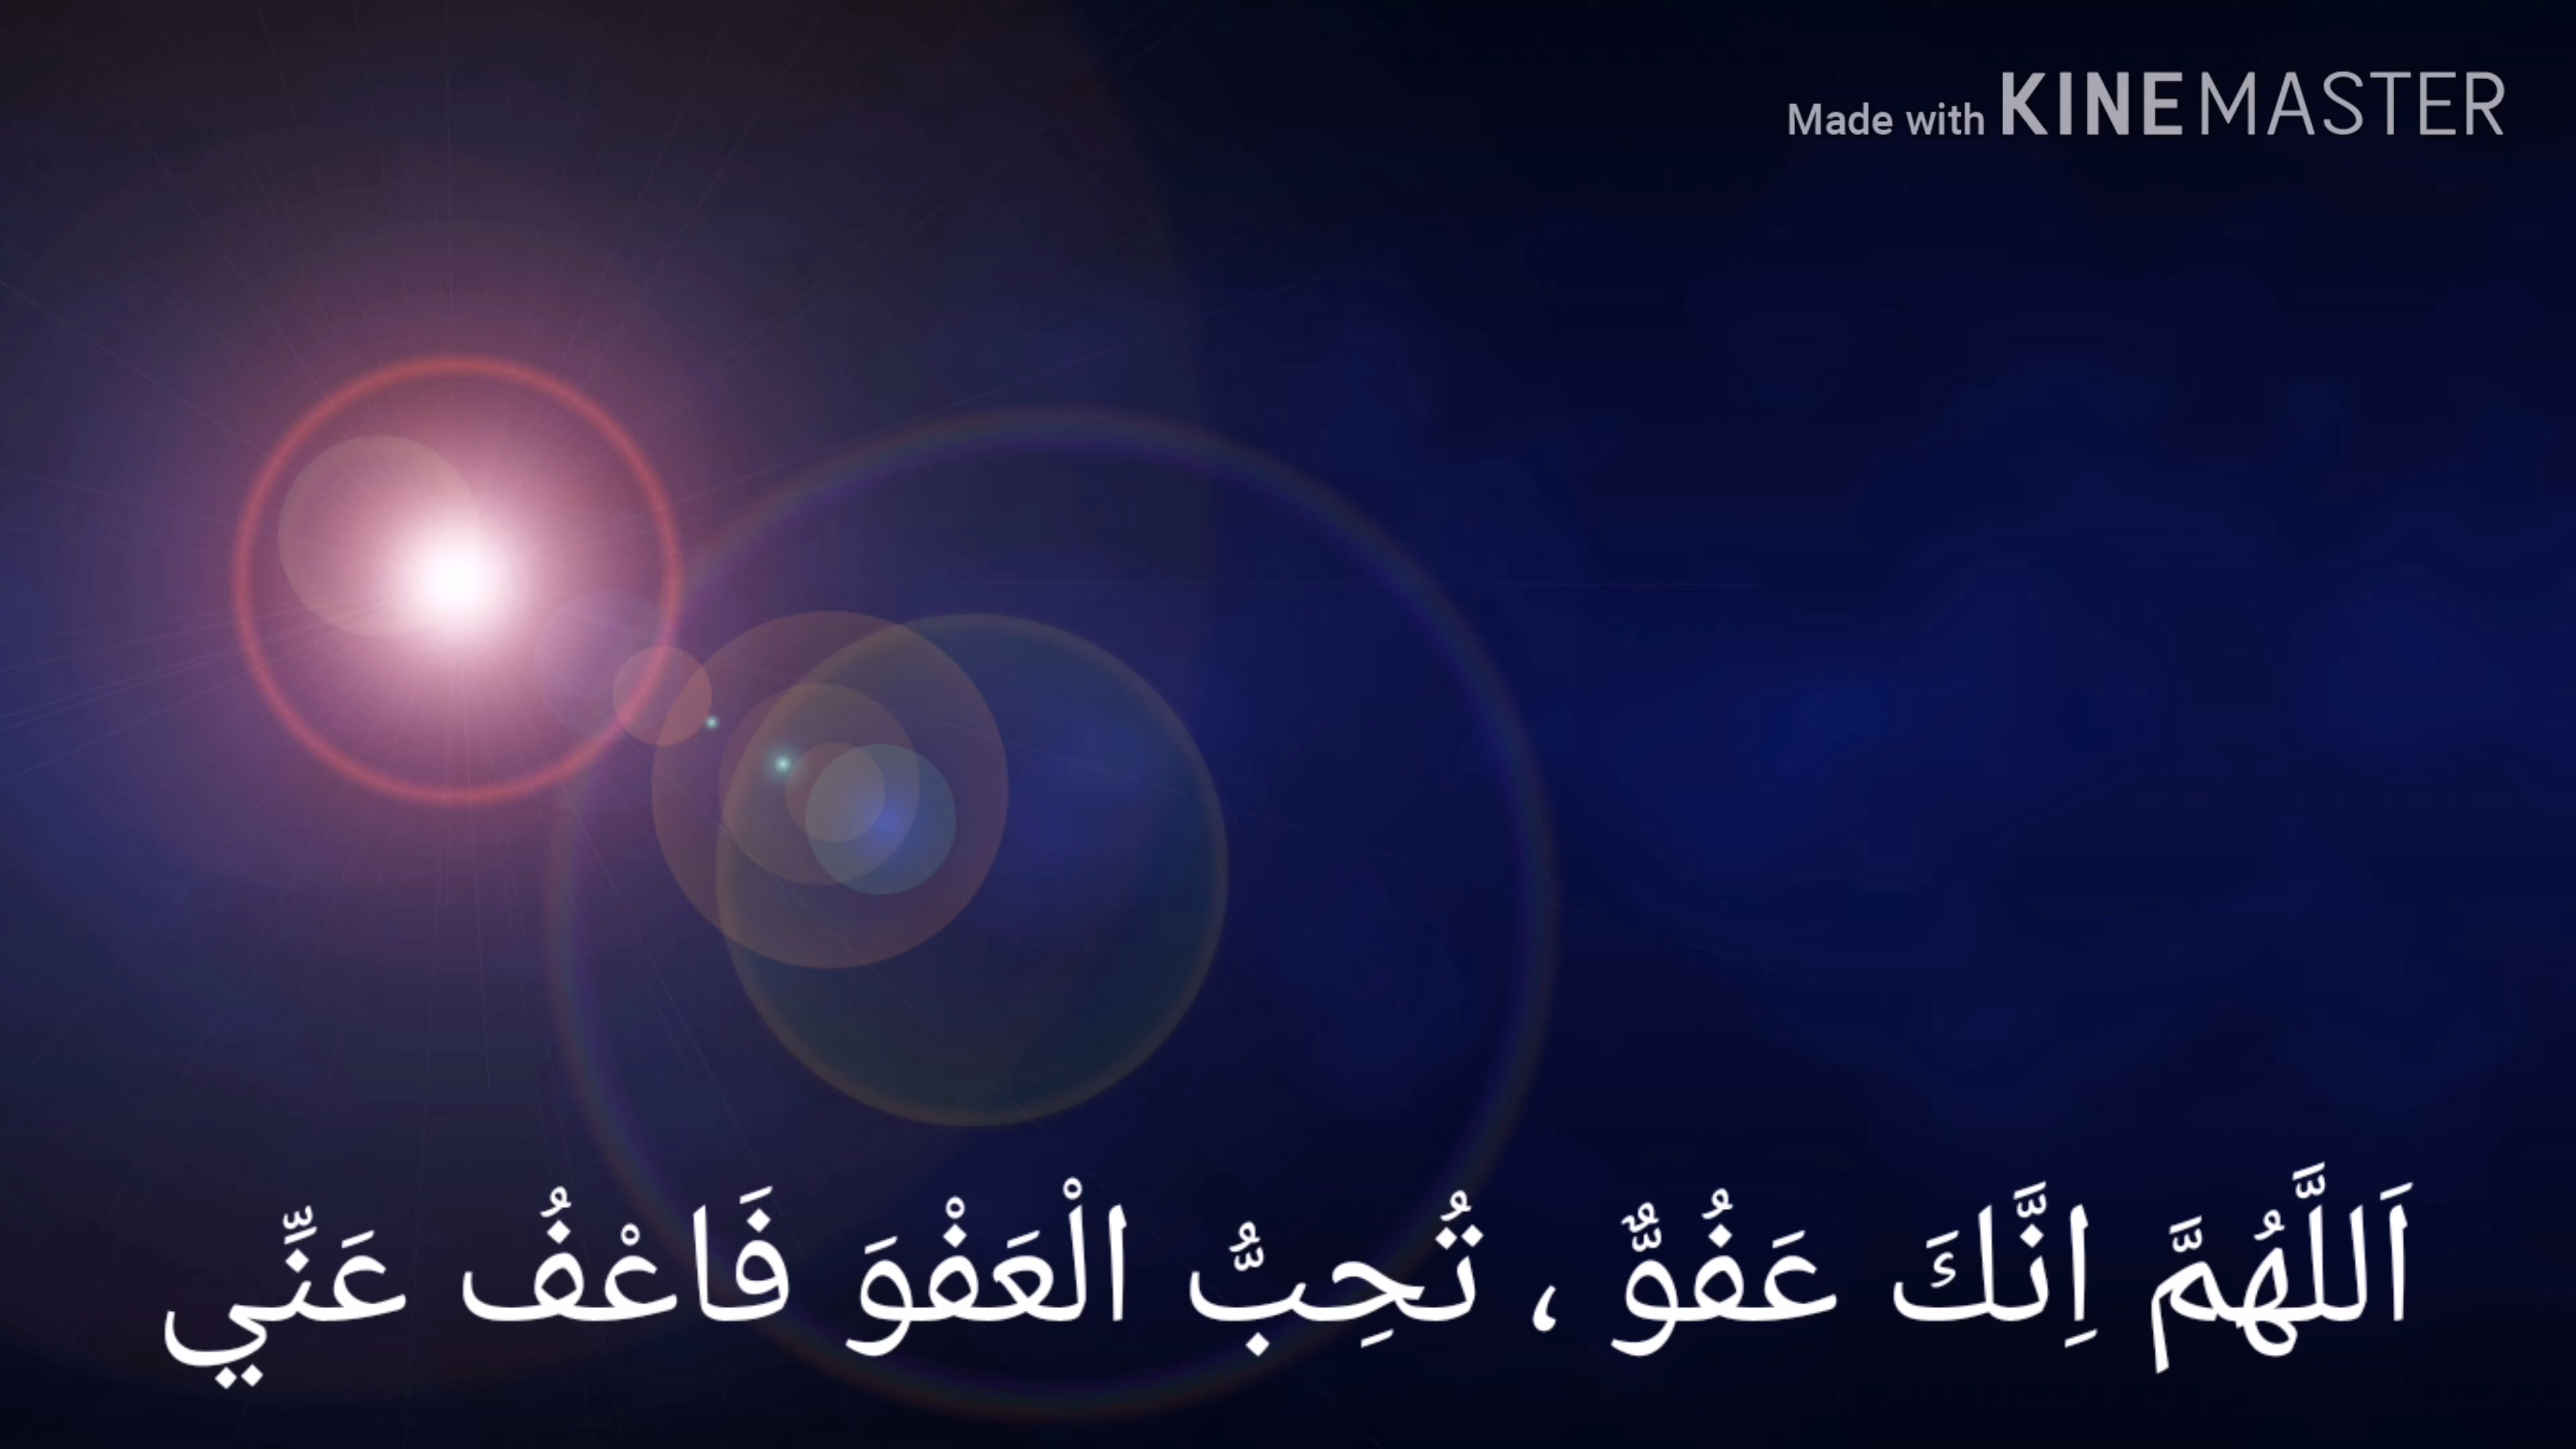 Made with KINEMASTER
اَللَّهُمَّ اِنَّكَ عَفُوٌّ ، تُحِبُّ الْعَفْوَ فَاعْفُ عَنِّي